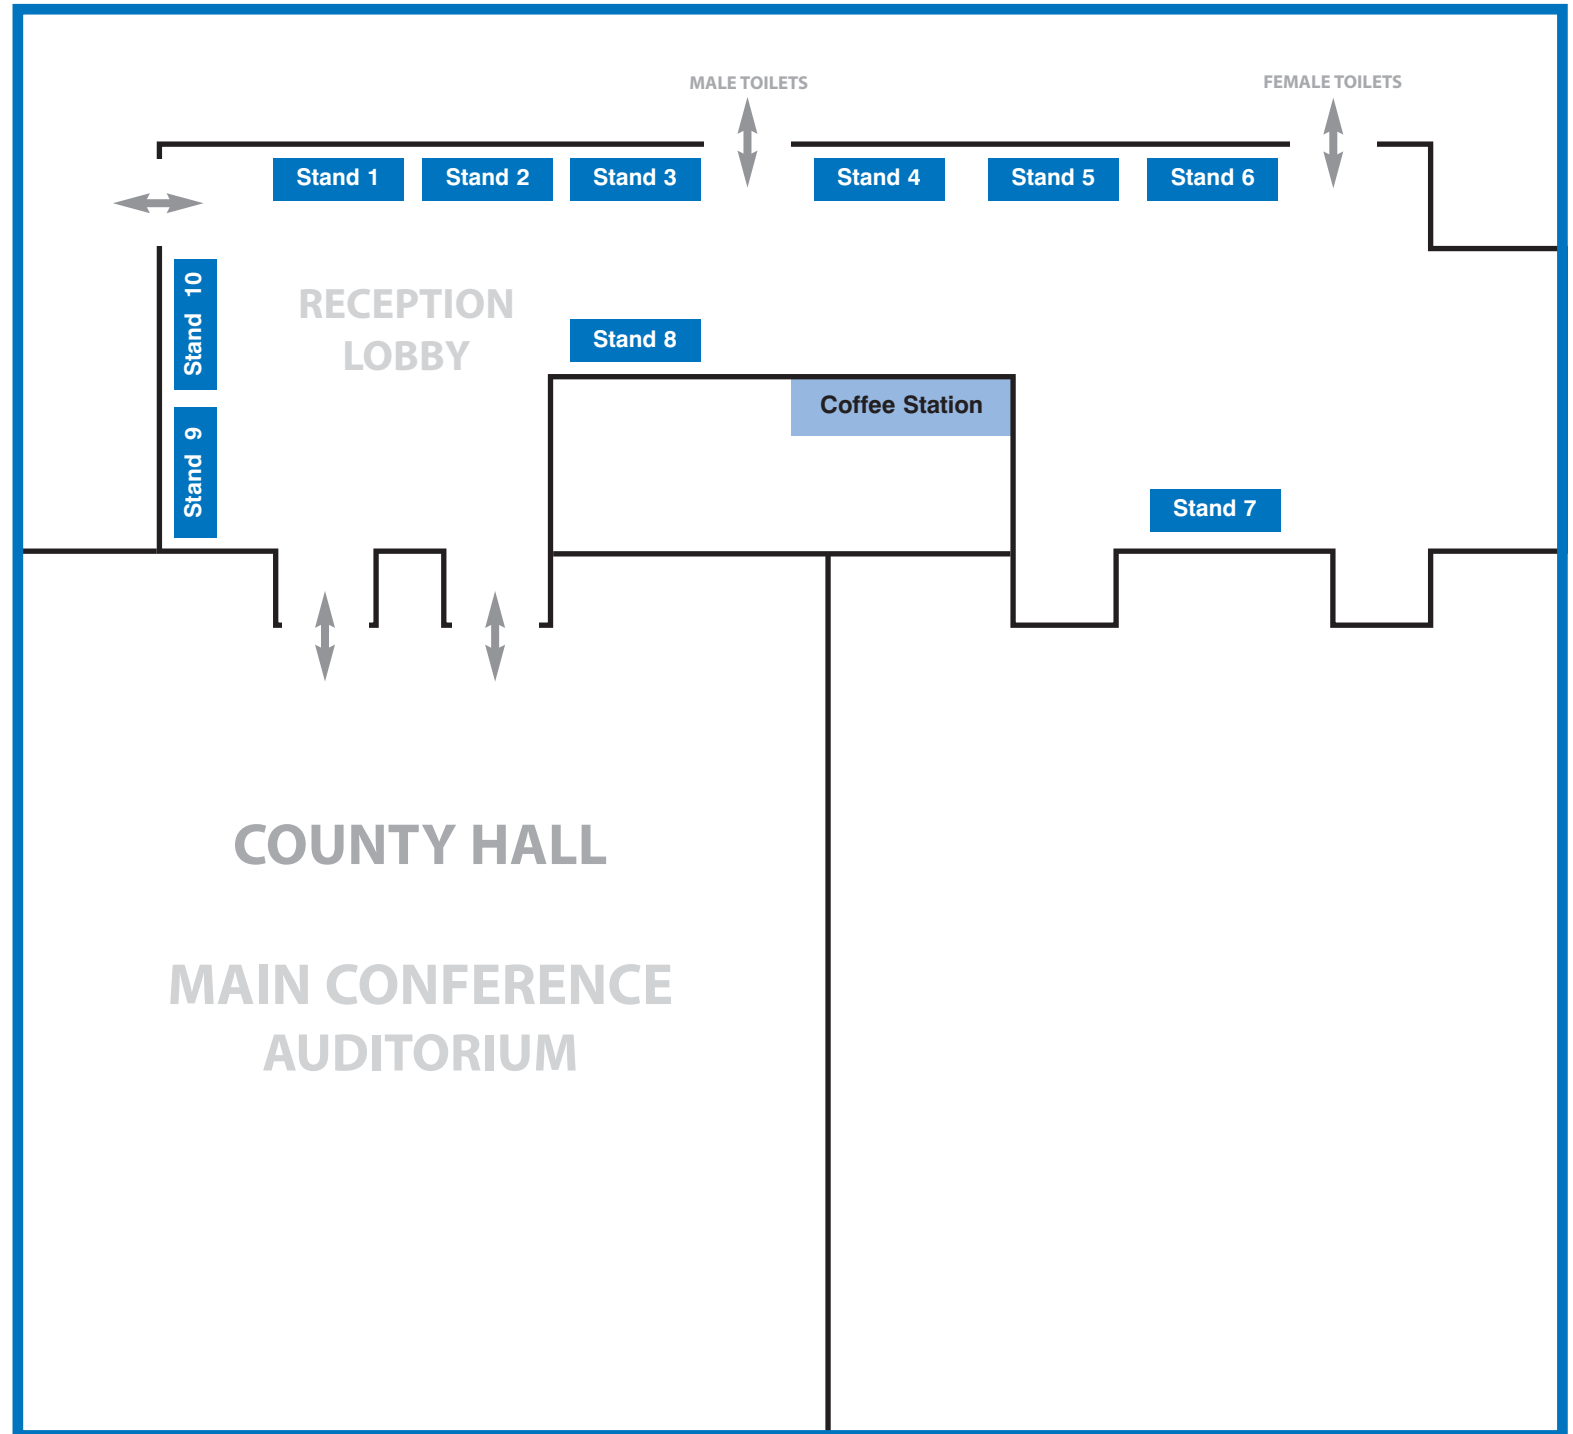 MALE TOILETS
FEMALE TOILETS
Stand 1
Stand 2
Stand 3
Stand 4
Stand 5
Stand 6
Stand 10
RECEPTION
LOBBY
Stand 8
Coffee Station
Stand 9
Stand 7
COUNTY HALL
MAIN CONFERENCE
AUDITORIUM